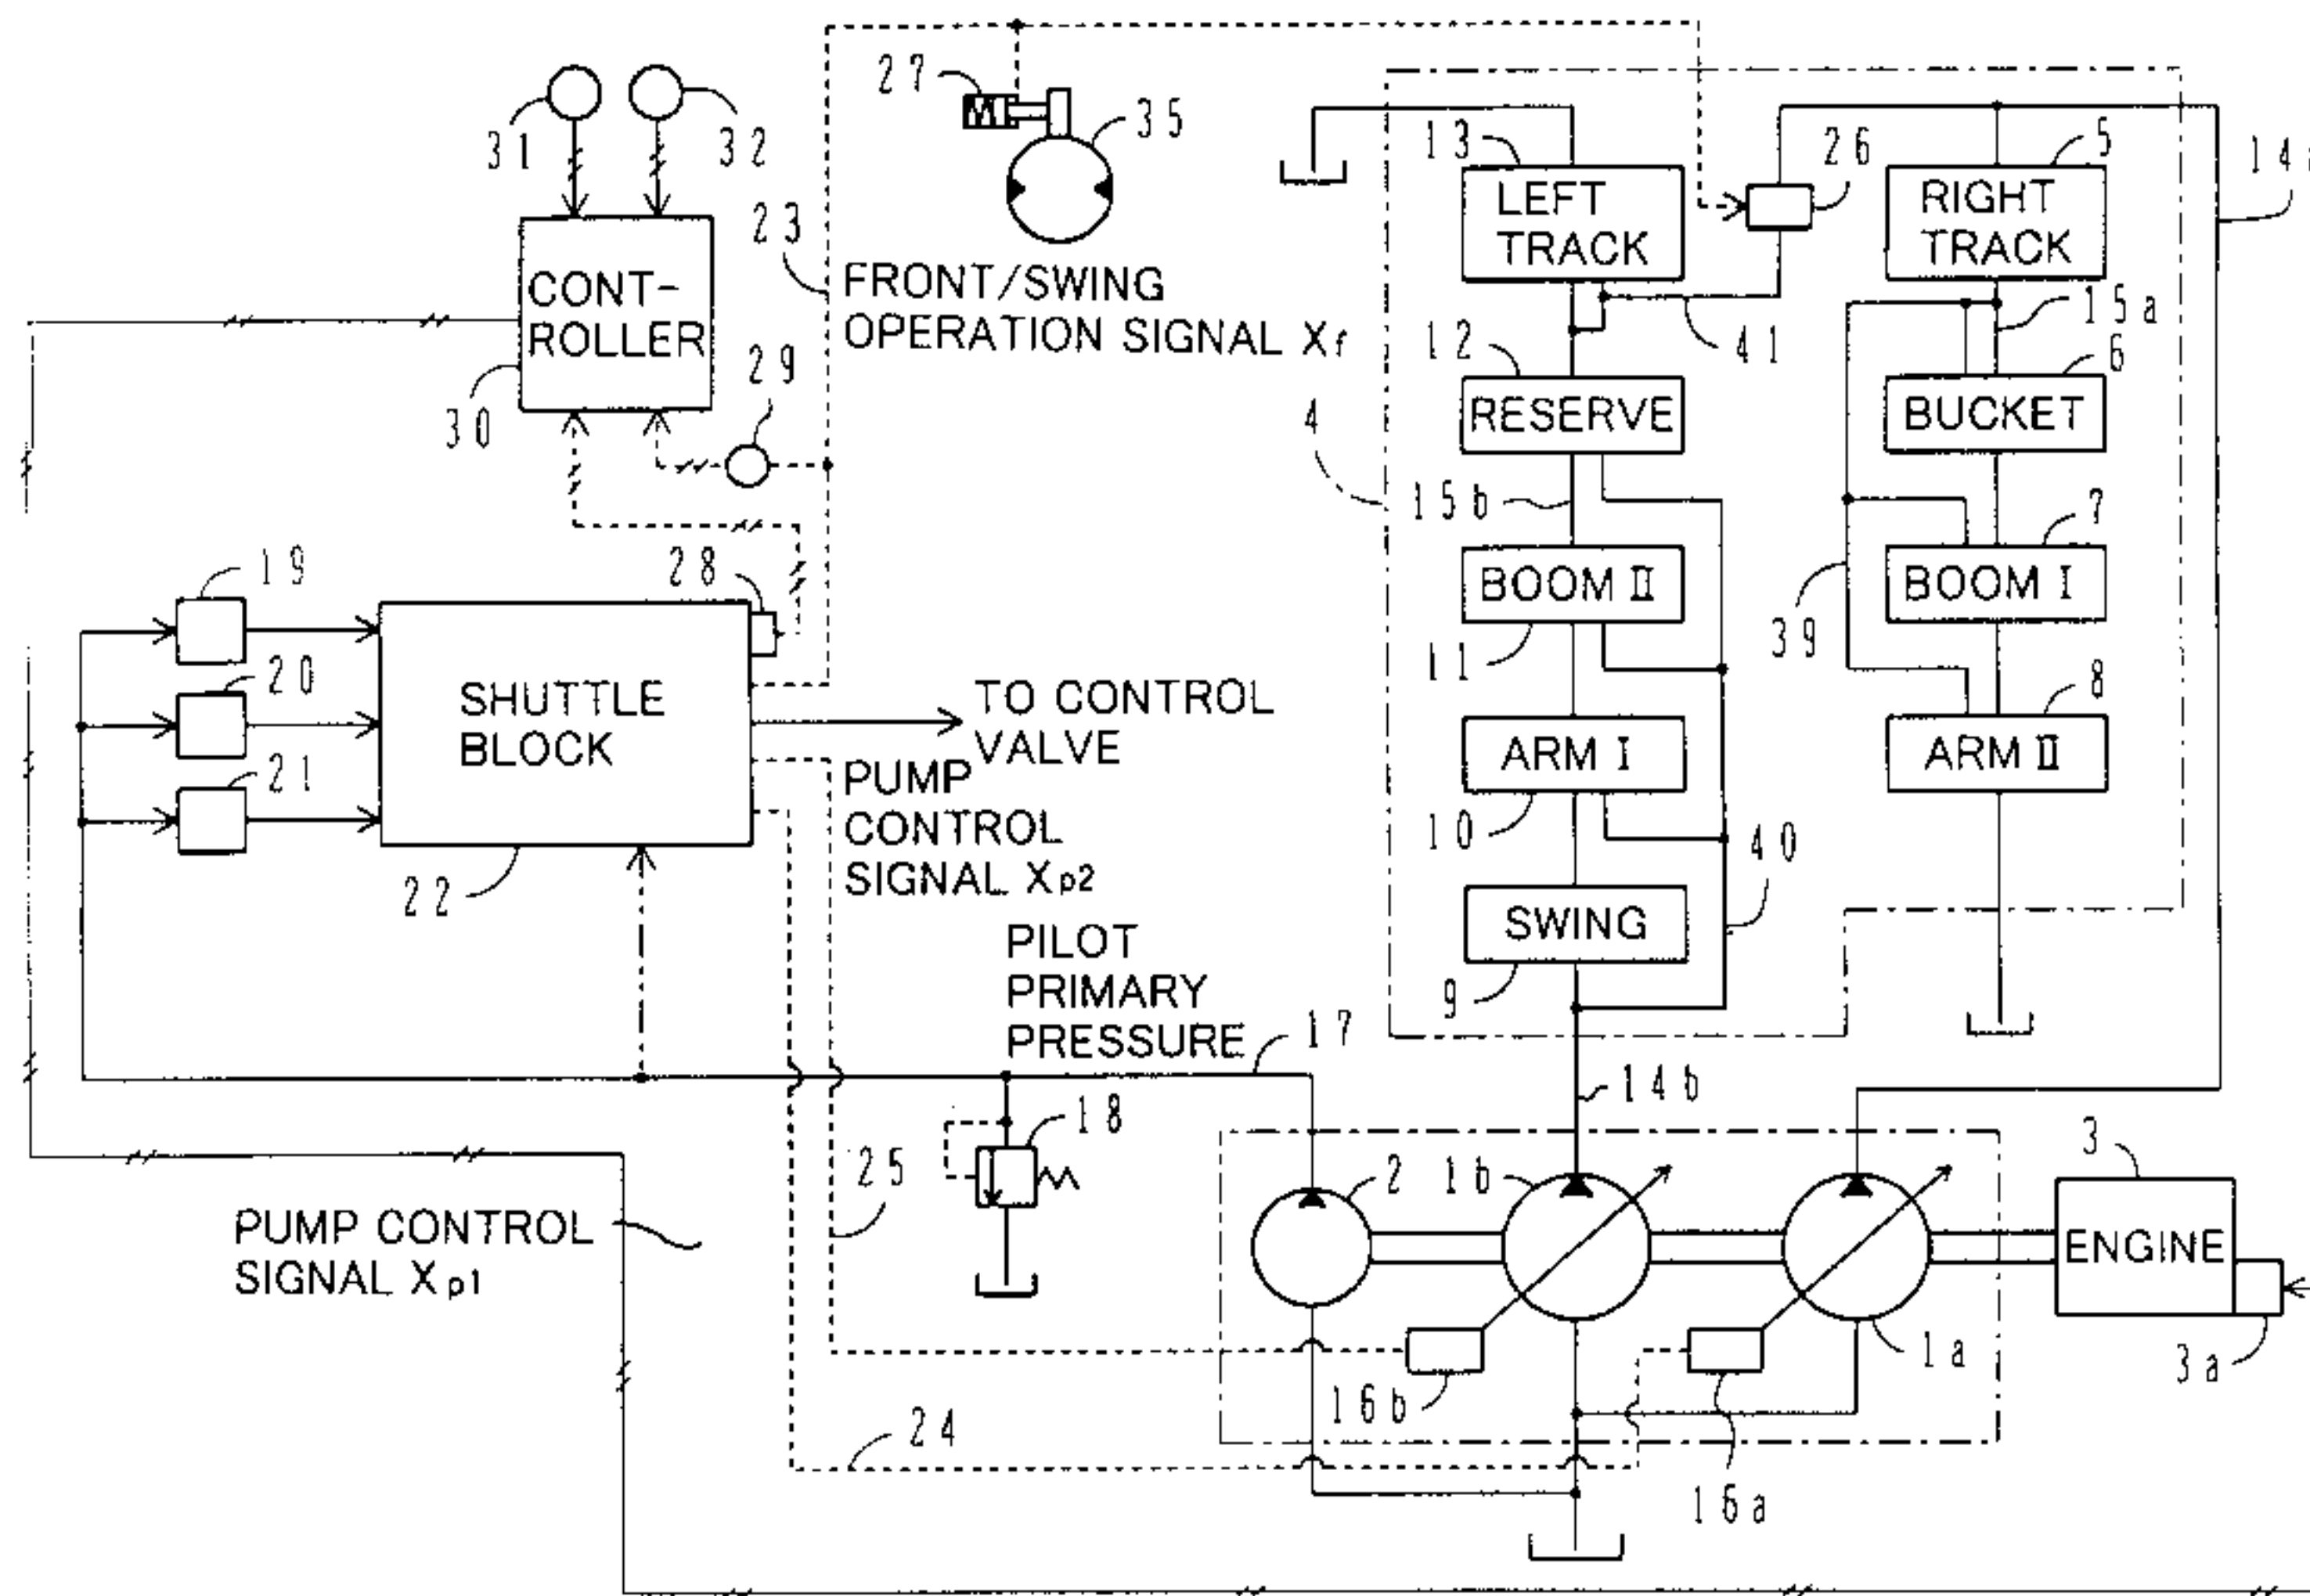 27
35
31
32
23
CONT-
ROLLER
30
29
FRONT/SWING
OPERATION SIGNAL Xf
13
LEFT
TRACK
26
5
RIGHT
TRACK
41
15a
12
RESERVE
6
BUCKET
4
15b
BOOM II
11
39
7
BOOM I
ARM I
10
8
ARM II
40
SWING
9
19
20
21
SHUTTLE
BLOCK
22
28
TO CONTROL
VALVE
PUMP
CONTROL
SIGNAL Xp2
PILOT
PRIMARY
PRESSURE
17
18
14b
25
PUMP CONTROL
SIGNAL Xp1
2
1b
3
ENGINE
1a
3a
16b
16a
24